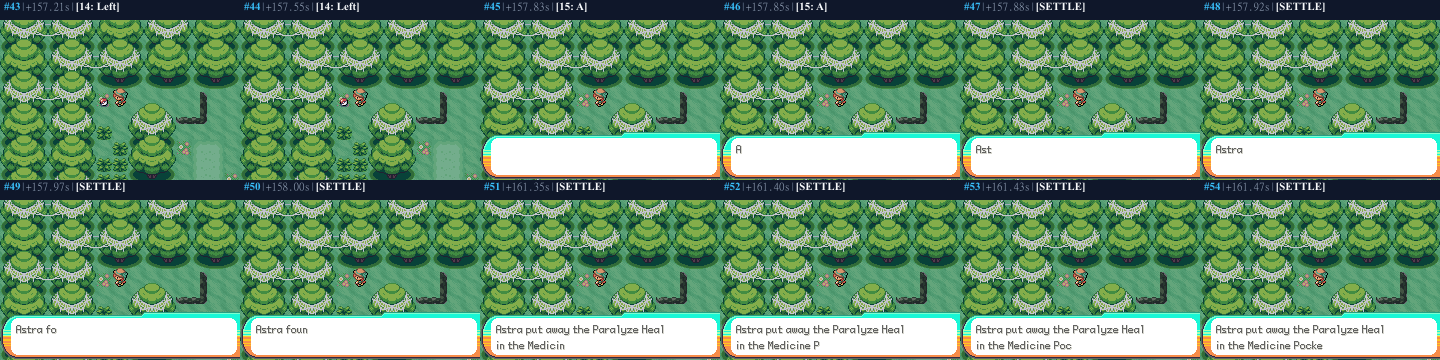 #43|+157.21s|[14: Left]
#44|+157.55s|[14: Left]
#45|+157.83s|[15: A]
#46|+157.85s|[15: A]
#47|+157.88s|[SETTLE]
#48|+157.92s|[SETTLE]
A
Ast
Astra
#49|+157.97s|[SETTLE]
#50|+158.00s|[SETTLE]
#51|+161.35s|[SETTLE]
#52|+161.40s|[SETTLE]
#53|+161.43s|[SETTLE]
#54|+161.47s|[SETTLE]
Astra fo
Astra foun
Astra put away the Paralyze Heal
in the Medicin
Astra put away the Paralyze Heal
in the Medicine P
Astra put away the Paralyze Heal
in the Medicine Poc
Astra put away the Paralyze Heal
in the Medicine Pocke